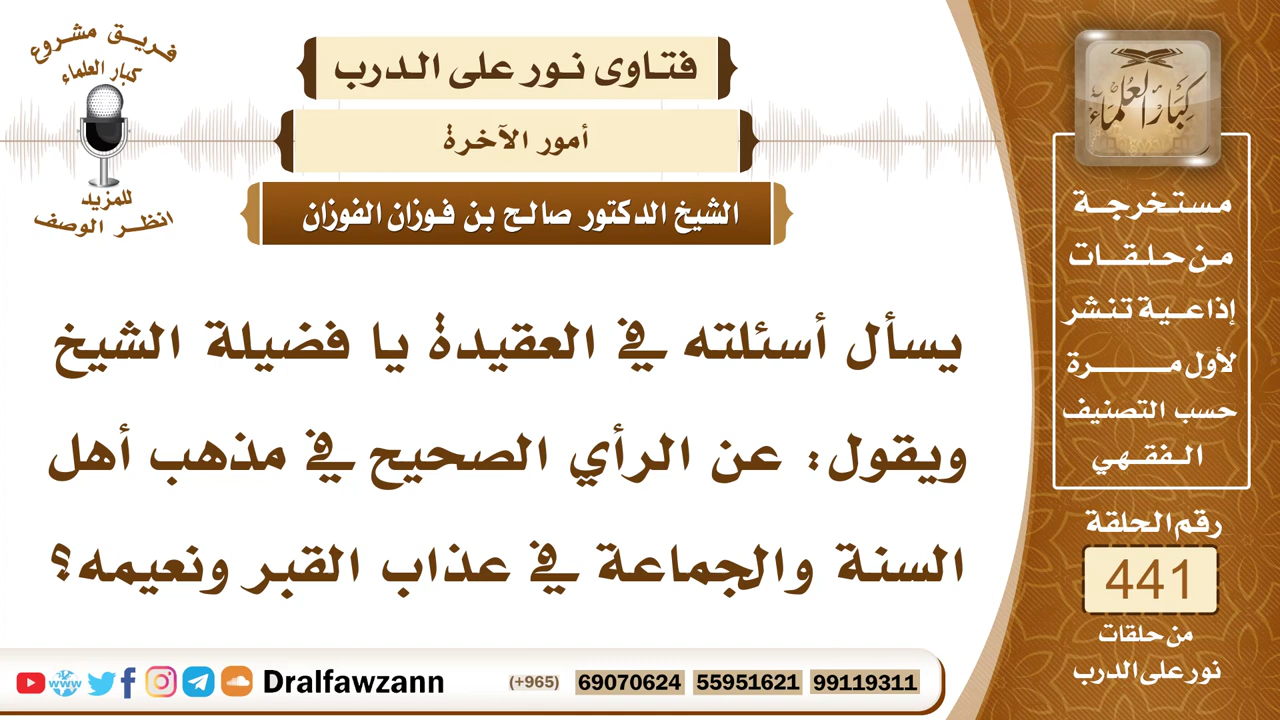 فريق مشروع
كبار العلماء
للمزيد
انظر الوصف
فتاوى نور على الدرب
أمور الآخرة
الشيخ الدكتور صالح بن فوزان الفوزان
يسأل أسئلته في العقيدة يا فضيلة الشيخ
ويقول: عن الرأي الصحيح في مذهب أهل
السنة والجماعة في عذاب القبر ونعيمه؟
كبار العلماء
مستخرجة
من حلقات
إذاعية تنشر
لأول مرة
حسب التصنيف
الفقهي
رقم الحلقة
441
من حلقات
نور على الدرب
www Dralfawzann (+965) 69070624 55951621 99119311